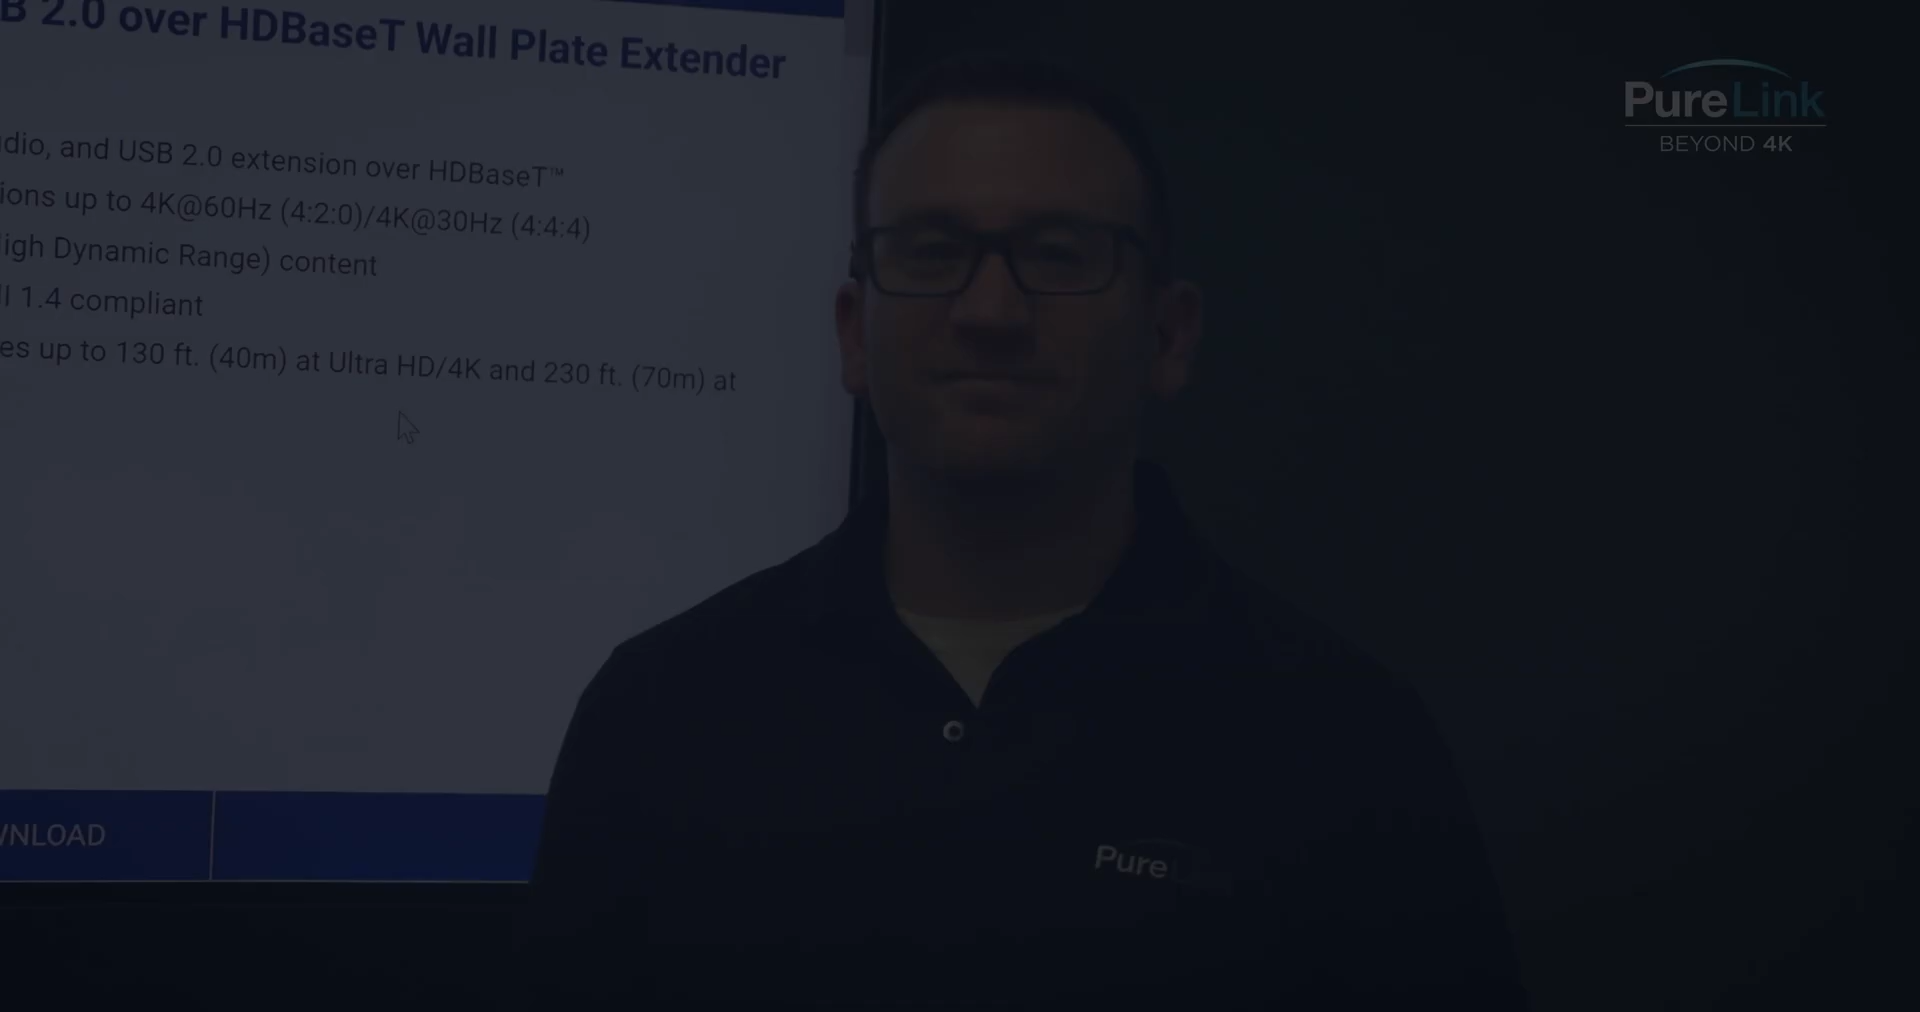 B 2.0 over HDBaseT Wall Plate Extender
dio, and USB 2.0 extension over HDBaseT™
ions up to 4K@60Hz (4:2:0)/4K@30Hz (4:4:4)
igh Dynamic Range) content
1.4 compliant
es up to 130 ft. (40m) at Ultra HD/4K and 230 ft. (70m) at
WNLOAD
PureLink
BEYOND 4K
Pure